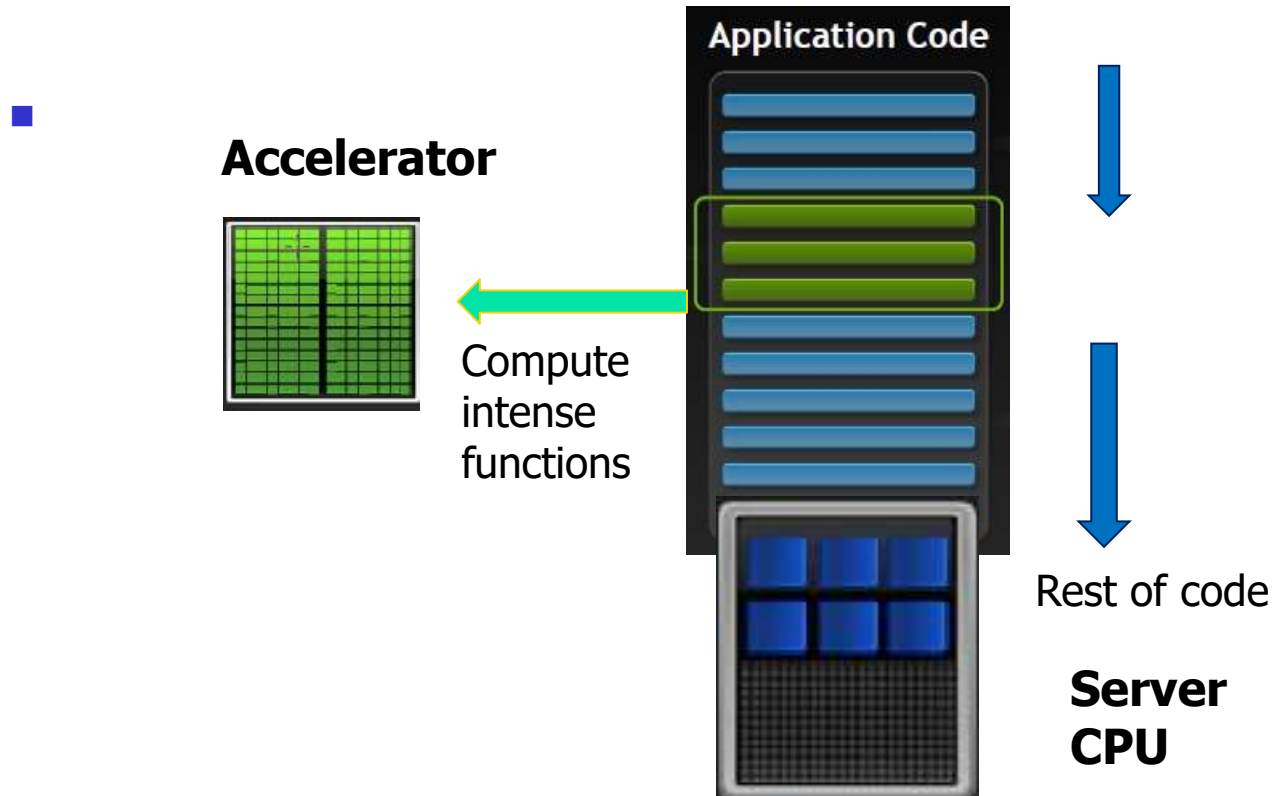 Application Code
Accelerator
Compute
intense
functions
Rest of code
Server
CPU